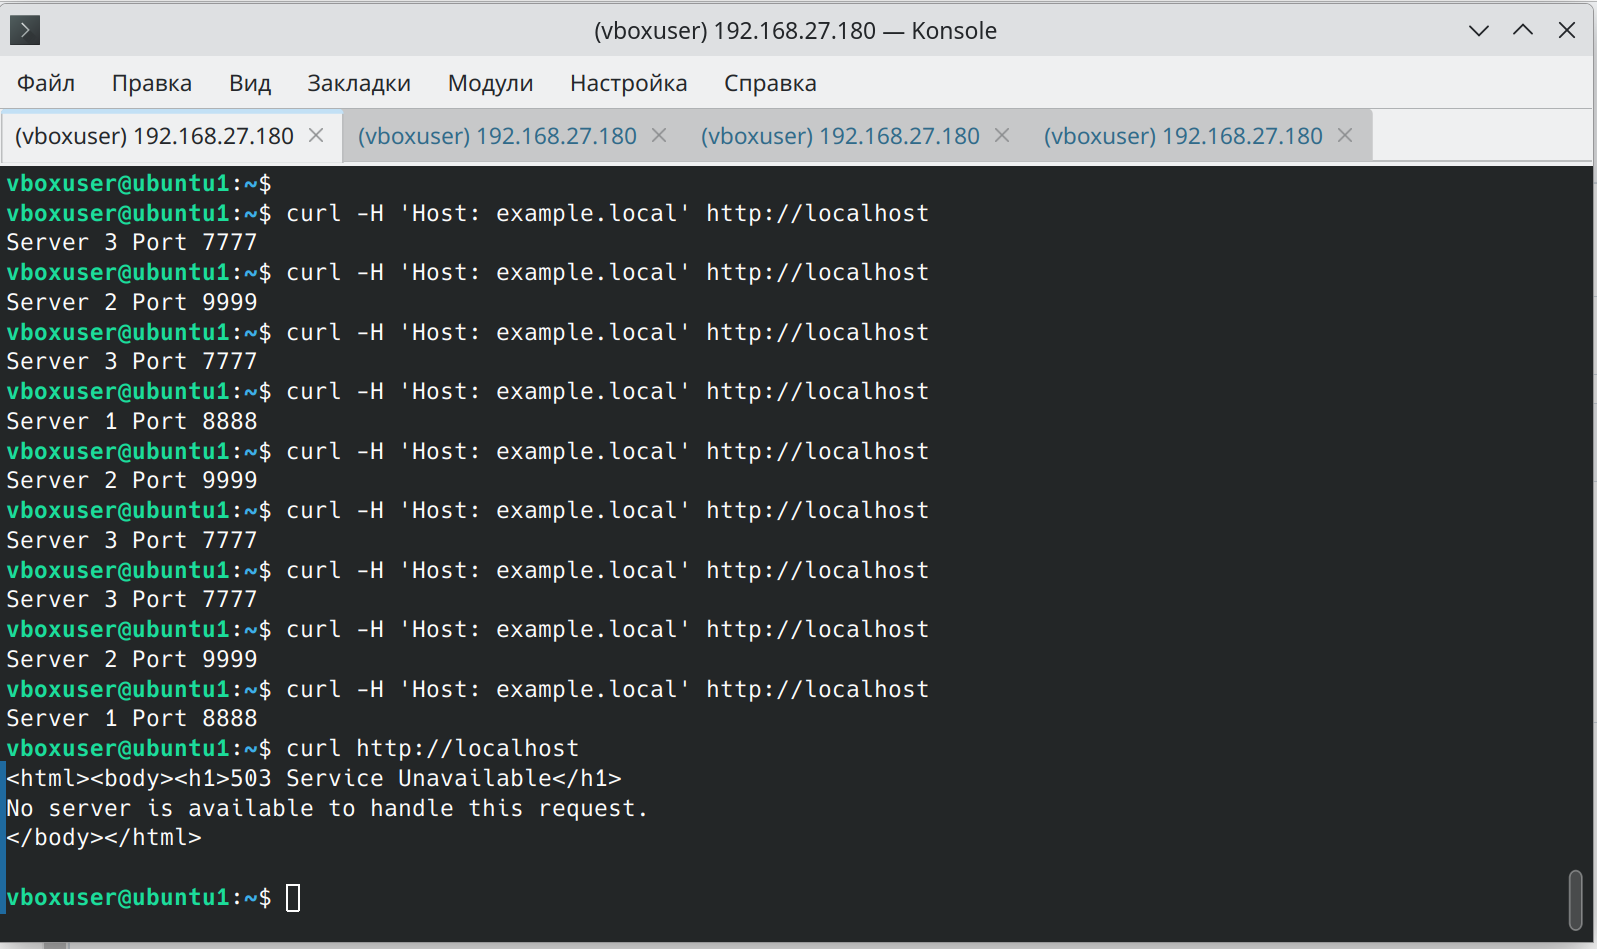 (vboxuser) 192.168.27.180 — Konsole
Файл Правка Вид Закладки Модули Настройка Справка
(vboxuser) 192.168.27.180 (vboxuser) 192.168.27.180 (vboxuser) 192.168.27.180 (vboxuser) 192.168.27.180
vboxuser@ubuntu1:~$
vboxuser@ubuntu1:~$ curl -H 'Host: example.local' http://localhost
Server 3 Port 7777
vboxuser@ubuntu1:~$ curl -H 'Host: example.local' http://localhost
Server 2 Port 9999
vboxuser@ubuntu1:~$ curl -H 'Host: example.local' http://localhost
Server 3 Port 7777
vboxuser@ubuntu1:~$ curl -H 'Host: example.local' http://localhost
Server 1 Port 8888
vboxuser@ubuntu1:~$ curl -H 'Host: example.local' http://localhost
Server 2 Port 9999
vboxuser@ubuntu1:~$ curl -H 'Host: example.local' http://localhost
Server 3 Port 7777
vboxuser@ubuntu1:~$ curl -H 'Host: example.local' http://localhost
Server 3 Port 7777
vboxuser@ubuntu1:~$ curl -H 'Host: example.local' http://localhost
Server 2 Port 9999
vboxuser@ubuntu1:~$ curl -H 'Host: example.local' http://localhost
Server 1 Port 8888
vboxuser@ubuntu1:~$ curl http://localhost
<html><body><h1>503 Service Unavailable</h1>
No server is available to handle this request.
</body></html>
vboxuser@ubuntu1:~$